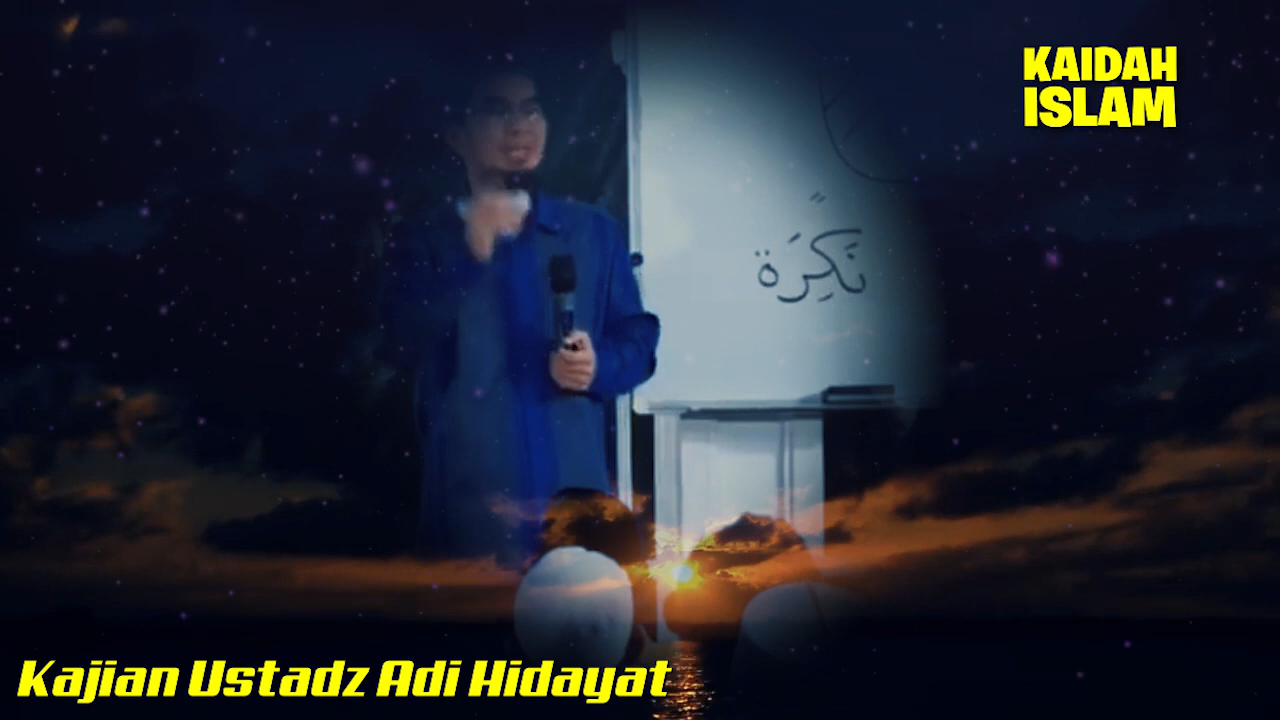 KAIDAH
ISLAM
نَكِرَة
Kajian Ustadz Adi Hidayat